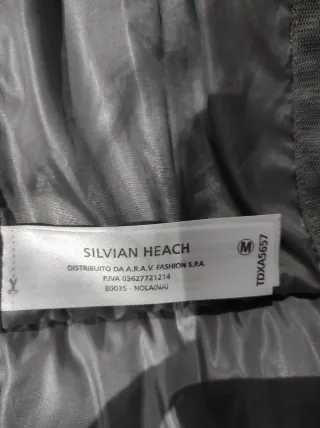 SILVIAN HEACH
DISTRIBUITO DA A.R.A.V. FASHION S.P.A.
P.IVA 03627721214
80035 - NOLA(NA)
M
TDXA5657